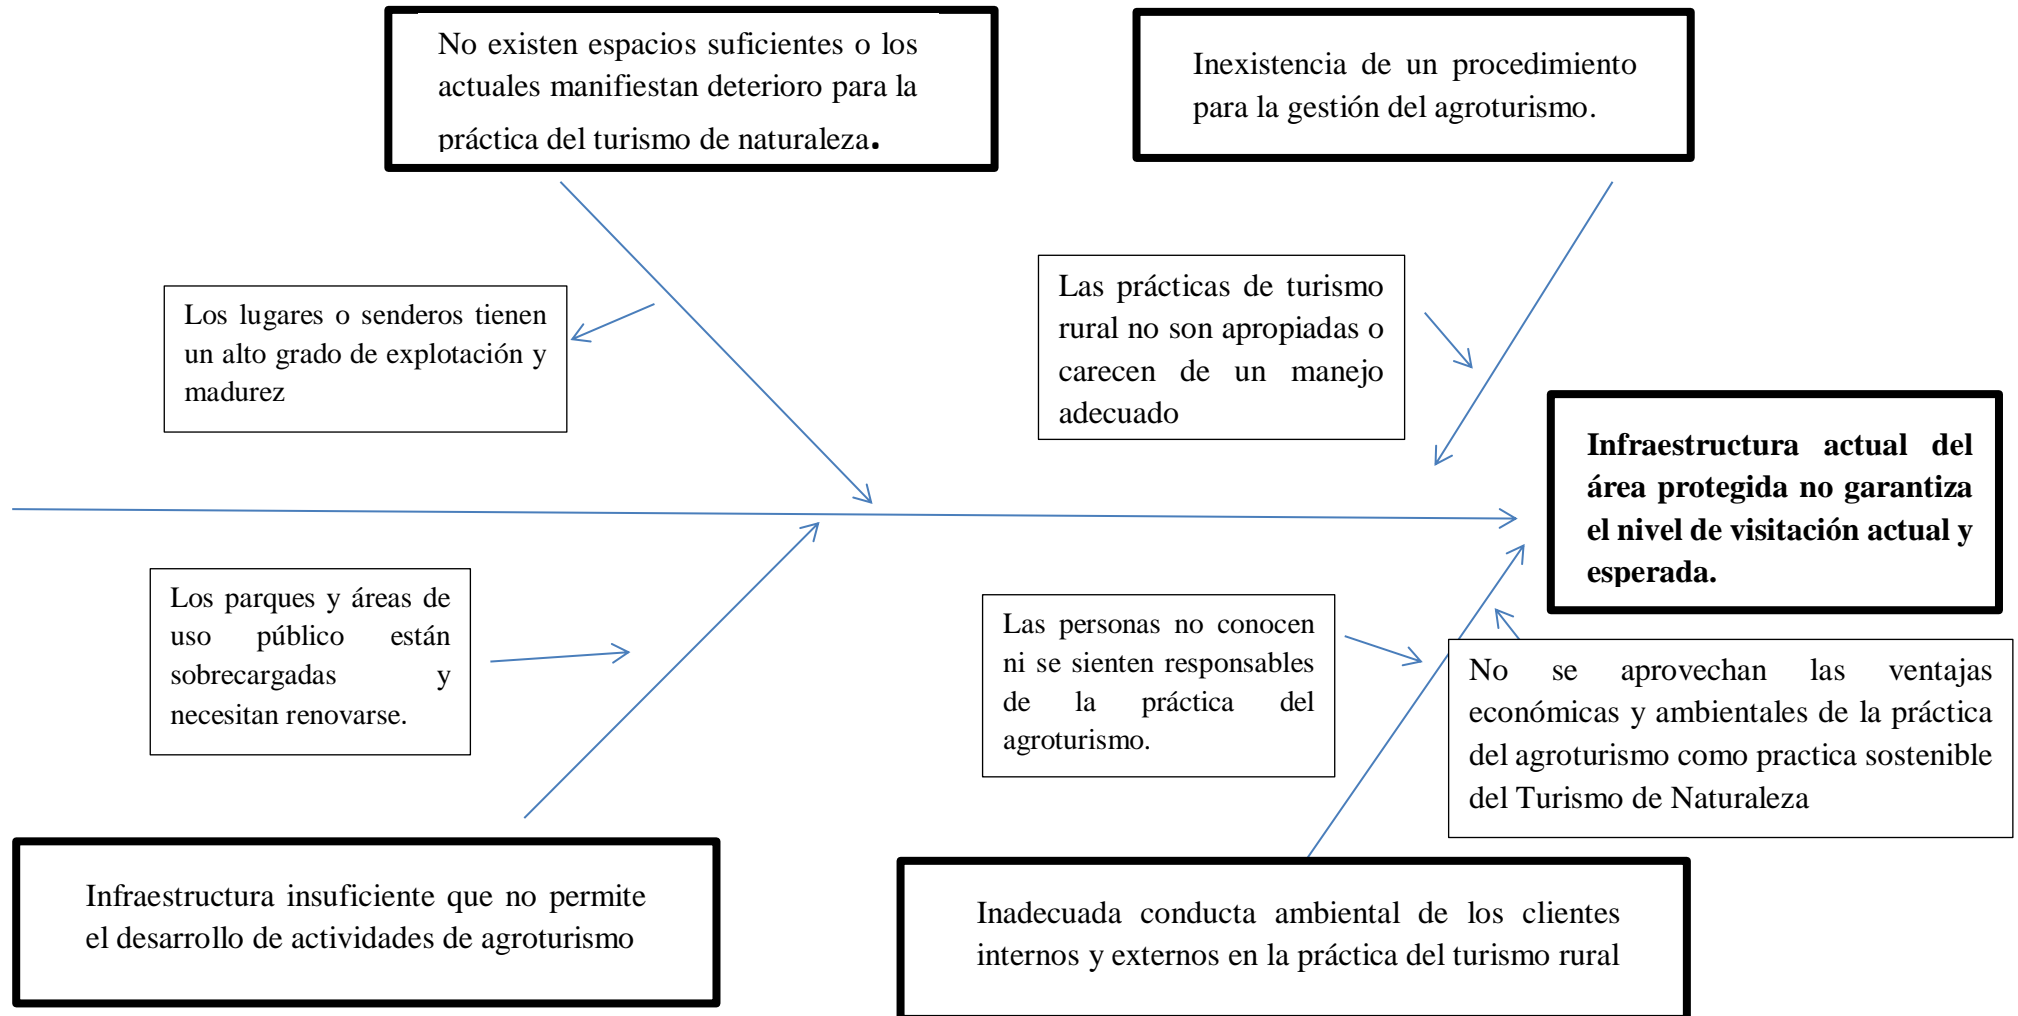 No existen espacios suficientes o los
actuales manifiestan deterioro para la
práctica del turismo de naturaleza.
Inexistencia de un procedimiento
para la gestión del agroturismo.
Los lugares o senderos tienen
un alto grado de explotación y
madurez
Las prácticas de turismo
rural no son apropiadas o
carecen de un manejo
adecuado
Infraestructura actual del
área protegida no garantiza
el nivel de visitación actual y
esperada.
Los parques y áreas de
uso público están
sobrecargadas y
necesitan renovarse.
Las personas no conocen
ni se sienten responsables
de la práctica del
agroturismo.
No se aprovechan las ventajas
económicas y ambientales de la práctica
del agroturismo como practica sostenible
del Turismo de Naturaleza
Infraestructura insuficiente que no permite
el desarrollo de actividades de agroturismo
Inadecuada conducta ambiental de los clientes
internos y externos en la práctica del turismo rural